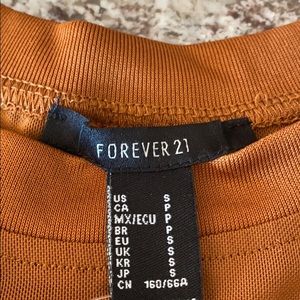 FOREVER 21
US S
CA P
MX/ECU P
BR P
EU S
UK S
KR S
JP S
CN 160/66A